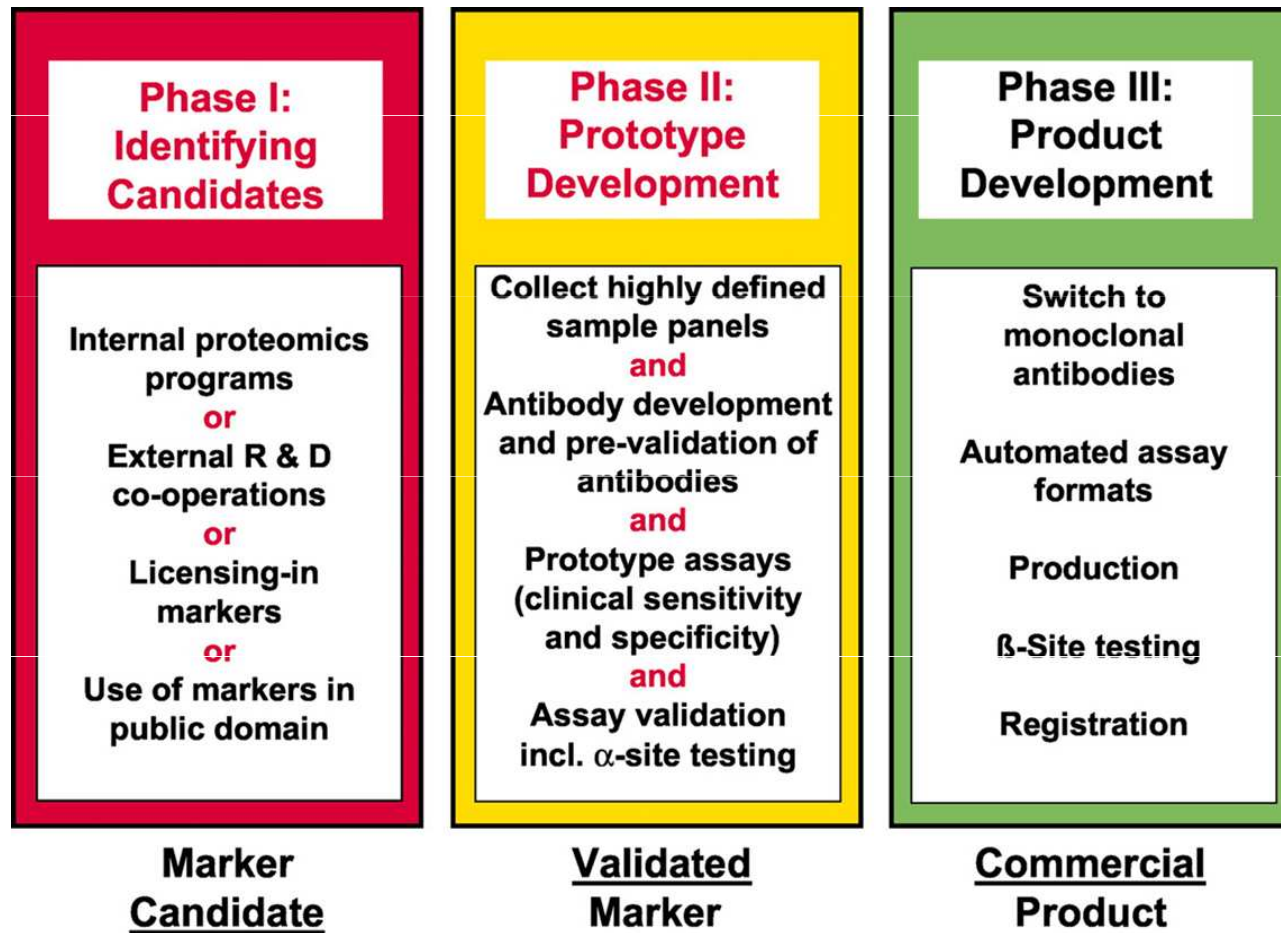 Phase I:
Identifying
Candidates
Internal proteomics
programs
or
External R & D
co-operations
or
Licensing-in
markers
or
Use of markers in
public domain
Marker
Candidate
Phase II:
Prototype
Development
Collect highly defined
sample panels
and
Antibody development
and pre-validation of
antibodies
and
Prototype assays
(clinical sensitivity
and specificity)
and
Assay validation
incl. α-site testing
Validated
Marker
Phase III:
Product
Development
Switch to
monoclonal
antibodies
Automated assay
formats
Production
ß-Site testing
Registration
Commercial
Product